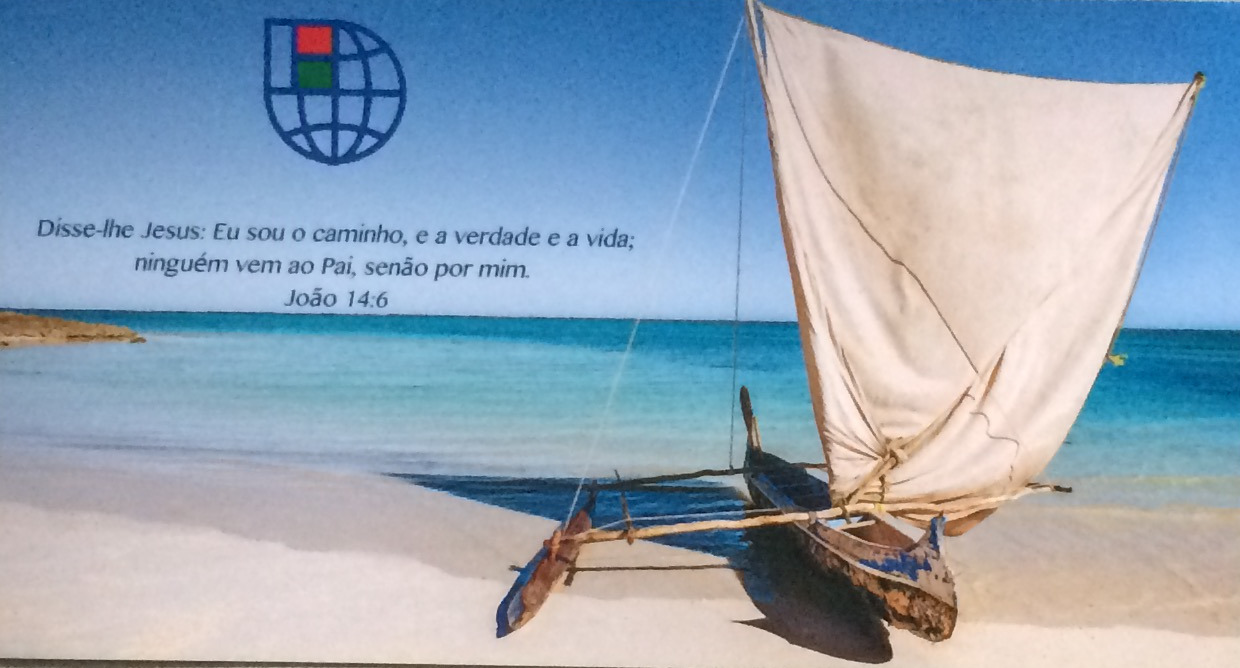 Disse-lhe Jesus: Eu sou o caminho, e a verdade e a vida;
ninguém vem ao Pai, senão por mim.
João 14:6